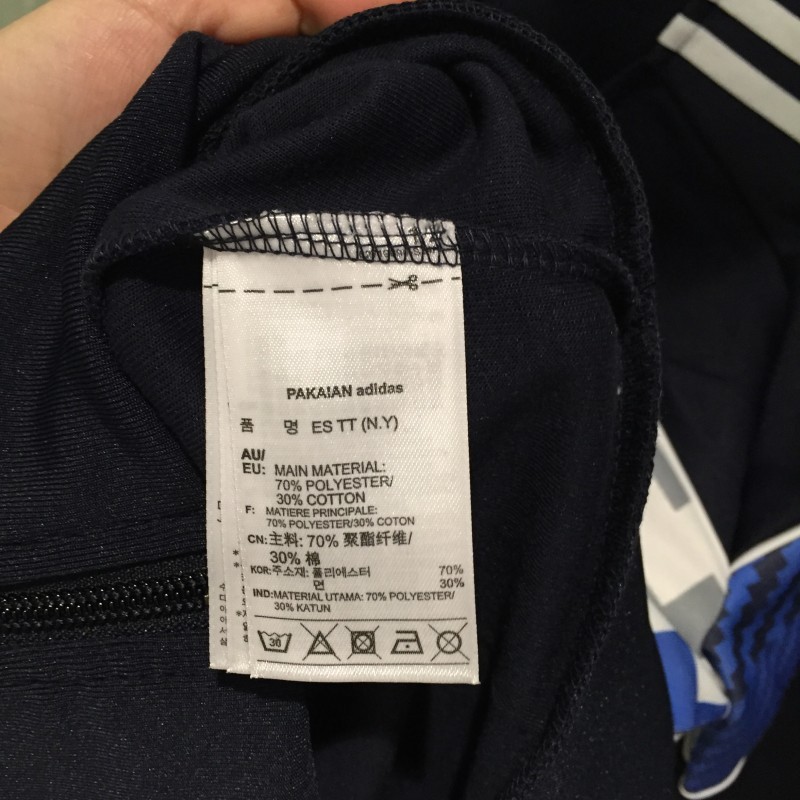 PAKAIAN adidas
품 명 ES TT (N.Y)
AU/
EU: MAIN MATERIAL:
70% POLYESTER/
30% COTTON
F: MATIERE PRINCIPALE:
70% POLYESTER/30% COTON
CN:主料: 70% 聚酯纤维/
30% 棉
KOR:주소재: 폴리에스터 70%
면 30%
IND:MATERIAL UTAMA: 70% POLYESTER/
30% KATUN
30